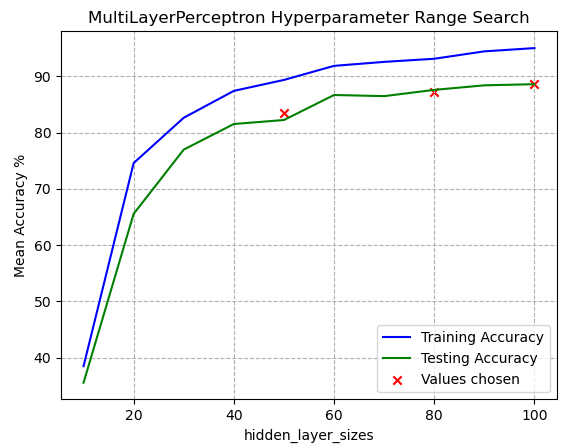 MultiLayerPerceptron Hyperparameter Range Search
Mean Accuracy %
90
80
70
60
50
40
Training Accuracy
Testing Accuracy
Values chosen
20 40 60 80 100
hidden_layer_sizes